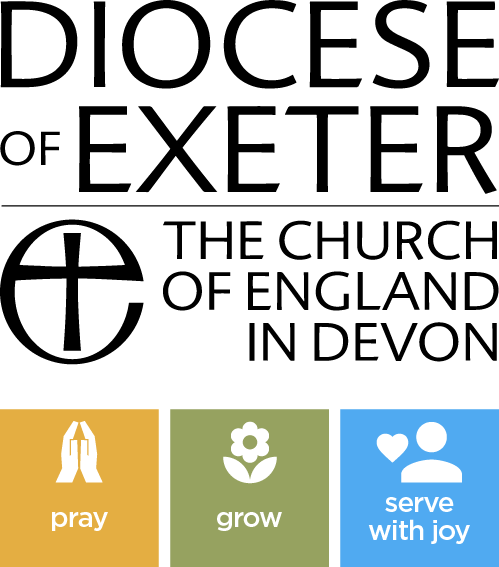 DIOCESE
OF EXETER
THE CHURCH
OF ENGLAND
IN DEVON
pray
grow
serve
with joy